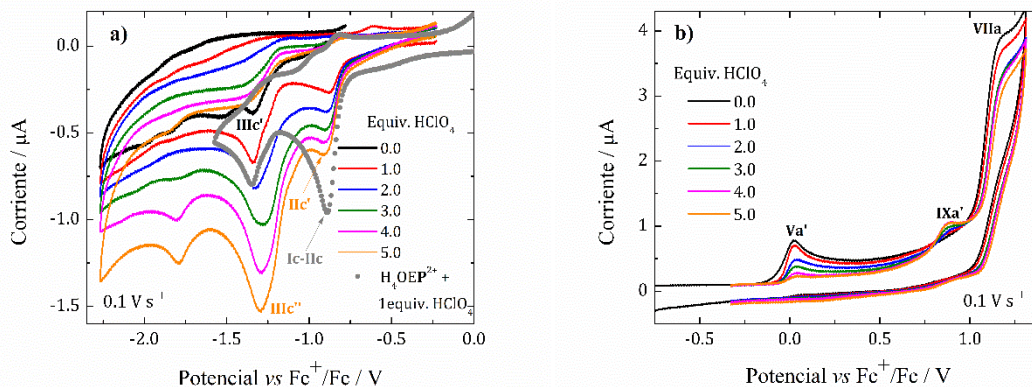 a)
0.0
-0.5
-1.0
-1.5
Corriente / µA
-2.0
-1.5
-1.0
-0.5
0.0
Potencial vs Fc⁺/Fc / V
IIIc'
IIc'
Ic-IIc
IIIc''
0.1 V s⁻¹
Equiv. HClO₄
0.0
1.0
2.0
3.0
4.0
5.0
H₄OEP²⁺ +
1equiv. HClO₄
b)
4
3
2
1
0
Corriente / µA
-0.5
0.0
0.5
1.0
Potencial vs Fc⁺/Fc / V
Equiv. HClO₄
0.0
1.0
2.0
3.0
4.0
5.0
VIIa
Va'
IXa'
0.1 V s⁻¹